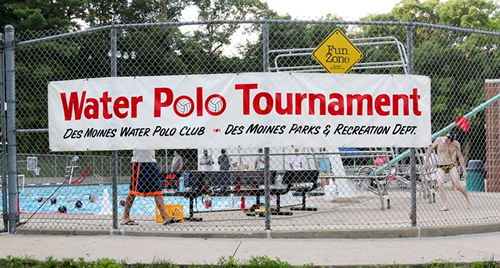 Fun
Zone
Water Polo Tournament
DES MOINES WATER POLO CLUB DES MOINES PARKS & RECREATION DEPT.